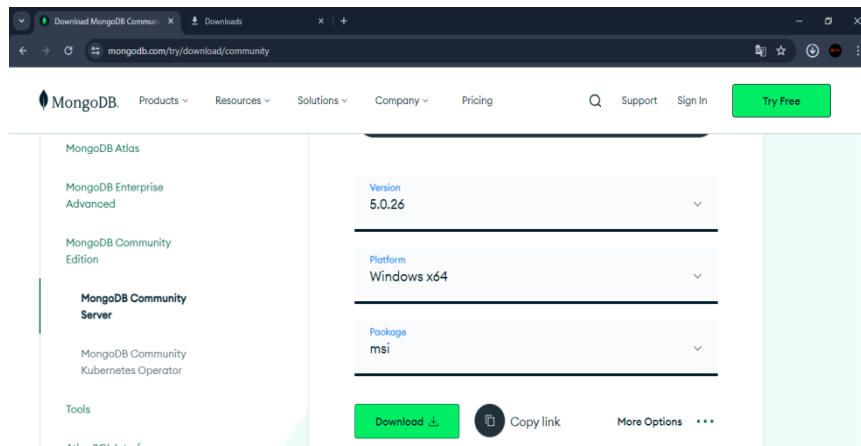 Download MongoDB Commun
Downloads
mongodb.com/try/download/community
MongoDB.
Products
Resources
Solutions
Company
Pricing
Support
Sign In
Try Free
MongoDB Atlas
MongoDB Enterprise
Advanced
MongoDB Community
Edition
MongoDB Community
Server
MongoDB Community
Kubernetes Operator
Tools
Version
5.0.26
Platform
Windows x64
Package
msi
Download
Copy link
More Options